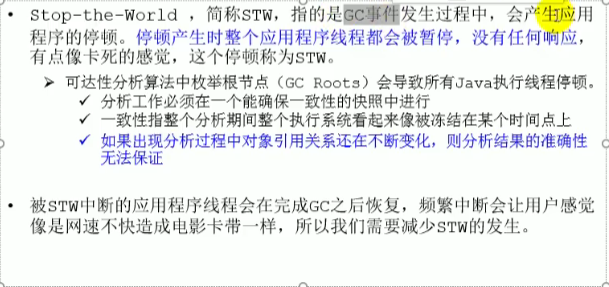 • Stop-the-World ，简称STW，指的是GC事件发生过程中，会产生应用
程序的停顿。停顿产生时整个应用程序线程都会被暂停，没有任何响应，
有点像卡死的感觉，这个停顿称为STW。
➢ 可达性分析算法中枚举根节点（GC Roots）会导致所有Java执行线程停顿。
✓ 分析工作必须在一个能确保一致性的快照中进行
✓ 一致性指整个分析期间整个执行系统看起来像被冻结在某个时间点上
✓ 如果出现分析过程中对象引用关系还在不断变化，则分析结果的准确性
无法保证
• 被STW中断的应用程序线程会在完成GC之后恢复，频繁中断会让用户感觉
像是网速不快造成电影卡带一样，所以我们需要减少STW的发生。